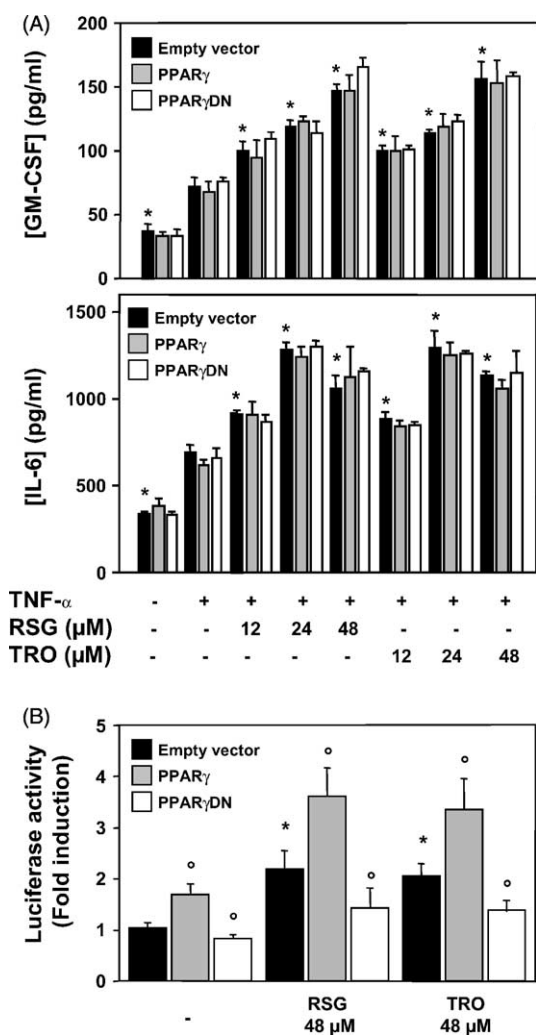 (A)
200
150
100
50
0
[GM-CSF] (pg/ml)
Empty vector
PPARγ
PPARγDN
* * * * * * *
1500
1000
500
0
[IL-6] (pg/ml)
Empty vector
PPARγ
PPARγDN
* * * * * * *
TNF-α - + + + + + + +
RSG (µM) - - 12 24 48 - - -
TRO (µM) - - - - - 12 24 48
(B)
5
4
3
2
1
0
Luciferase activity
(Fold induction)
Empty vector
PPARγ
PPARγDN
° ° * ° ° * ° °
- RSG TRO
48 µM 48 µM